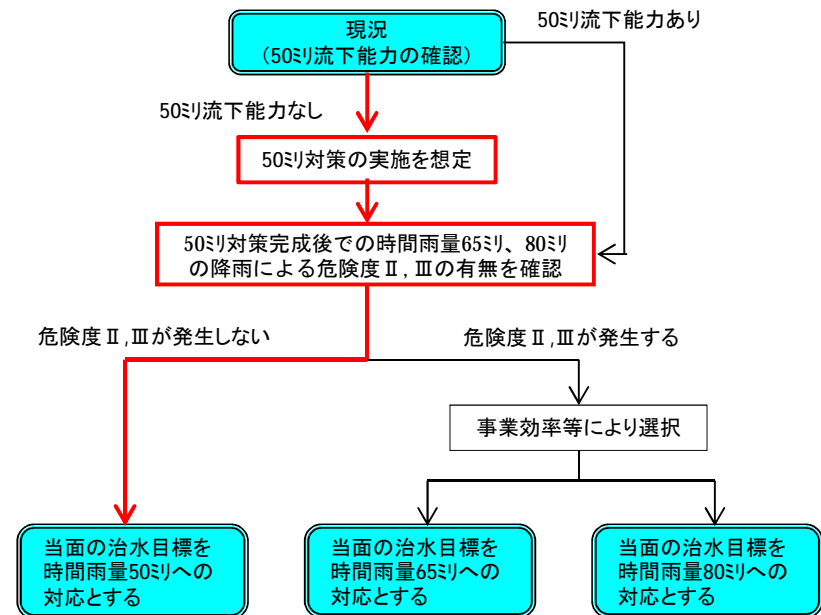 現況
（50ﾐﾘ流下能力の確認）
50ﾐﾘ流下能力あり
50ﾐﾘ流下能力なし
50ﾐﾘ対策の実施を想定
50ﾐﾘ対策完成後での時間雨量65ﾐﾘ、80ﾐﾘ
の降雨による危険度Ⅱ,Ⅲの有無を確認
危険度Ⅱ,Ⅲが発生しない
危険度Ⅱ,Ⅲが発生する
事業効率等により選択
当面の治水目標を
時間雨量50ﾐﾘへの
対応とする
当面の治水目標を
時間雨量65ﾐﾘへの
対応とする
当面の治水目標を
時間雨量80ﾐﾘへの
対応とする